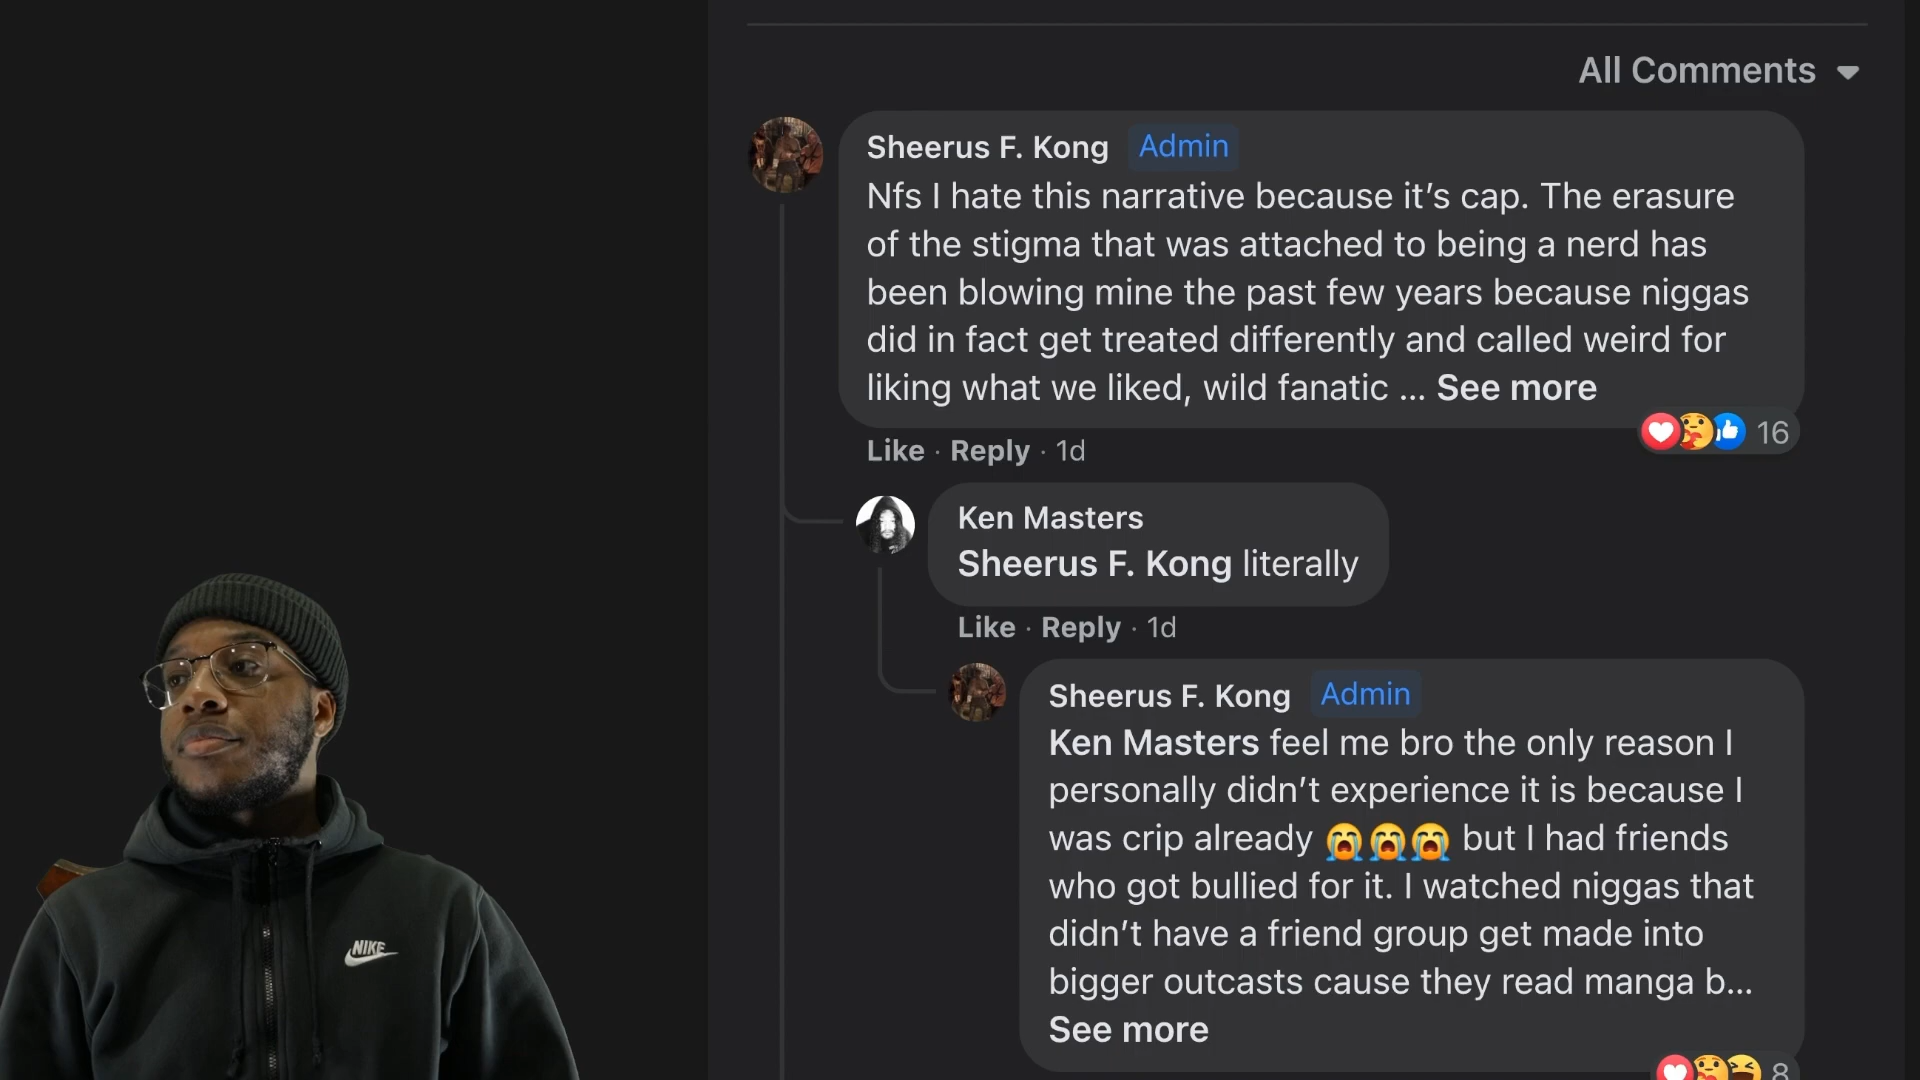 All Comments
Sheerus F. Kong Admin
Nfs I hate this narrative because it’s cap. The erasure
of the stigma that was attached to being a nerd has
been blowing mine the past few years because niggas
did in fact get treated differently and called weird for
liking what we liked, wild fanatic ... See more
16
Like · Reply · 1d
Ken Masters
Sheerus F. Kong literally
Like · Reply · 1d
Sheerus F. Kong Admin
Ken Masters feel me bro the only reason I
personally didn’t experience it is because I
was crip already 😭😭😭 but I had friends
who got bullied for it. I watched niggas that
didn’t have a friend group get made into
bigger outcasts cause they read manga b...
See more
8
NIKE